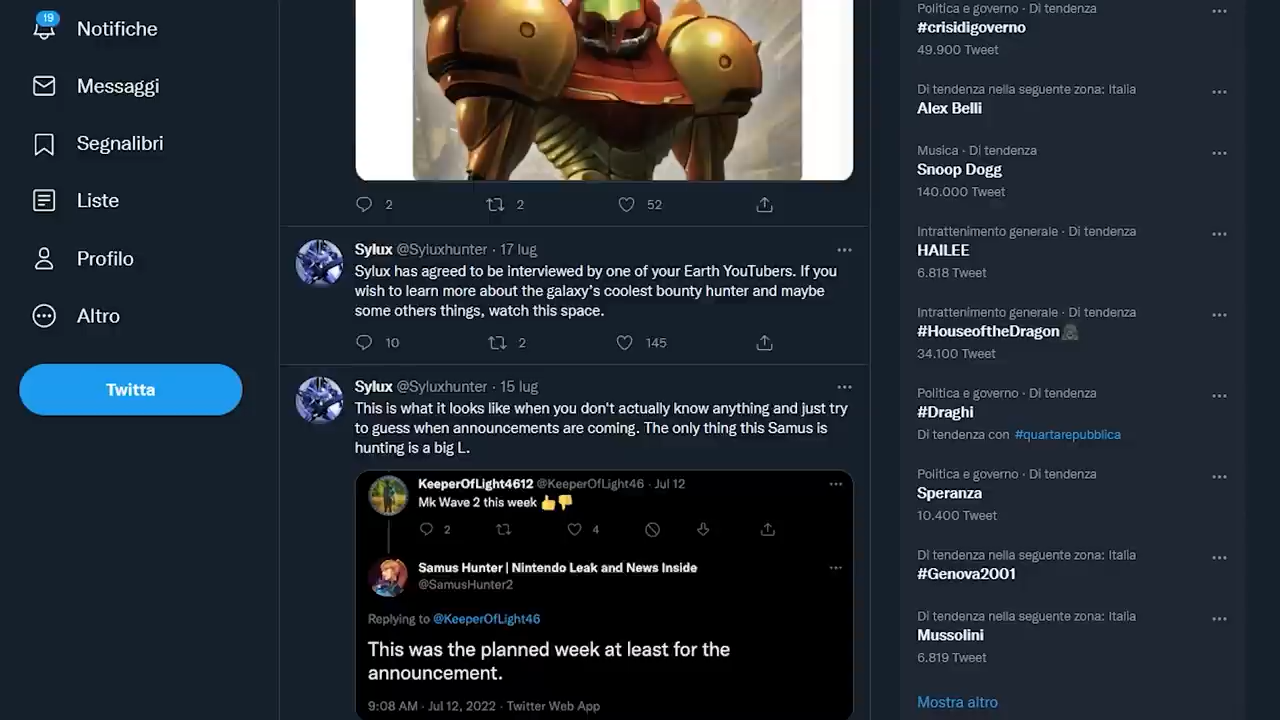 19
Notifiche
Messaggi
Segnalibri
Liste
Profilo
Altro
Twitta
2 2 52
Sylux @Syluxhunter · 17 lug
Sylux has agreed to be interviewed by one of your Earth YouTubers. If you
wish to learn more about the galaxy's coolest bounty hunter and maybe
some others things, watch this space.
10 2 145
Sylux @Syluxhunter · 15 lug
This is what it looks like when you don't actually know anything and just try
to guess when announcements are coming. The only thing this Samus is
hunting is a big L.
KeeperOfLight4612 @KeeperOfLight46 · Jul 12
Mk Wave 2 this week 👍👎
2 4
Samus Hunter | Nintendo Leak and News Inside
@SamusHunter2
Replying to @KeeperOfLight46
This was the planned week at least for the
announcement.
9:08 AM · Jul 12, 2022 · Twitter Web App
Politica e governo · Di tendenza
#crisidigoverno
49.900 Tweet
Di tendenza nella seguente zona: Italia
Alex Belli
Musica · Di tendenza
Snoop Dogg
140.000 Tweet
Intrattenimento generale · Di tendenza
HAILEE
6.818 Tweet
Intrattenimento generale · Di tendenza
#HouseoftheDragon
34.100 Tweet
Politica e governo · Di tendenza
#Draghi
Di tendenza con #quartarepubblica
Politica e governo · Di tendenza
Speranza
10.400 Tweet
Di tendenza nella seguente zona: Italia
#Genova2001
Di tendenza nella seguente zona: Italia
Mussolini
6.819 Tweet
Mostra altro